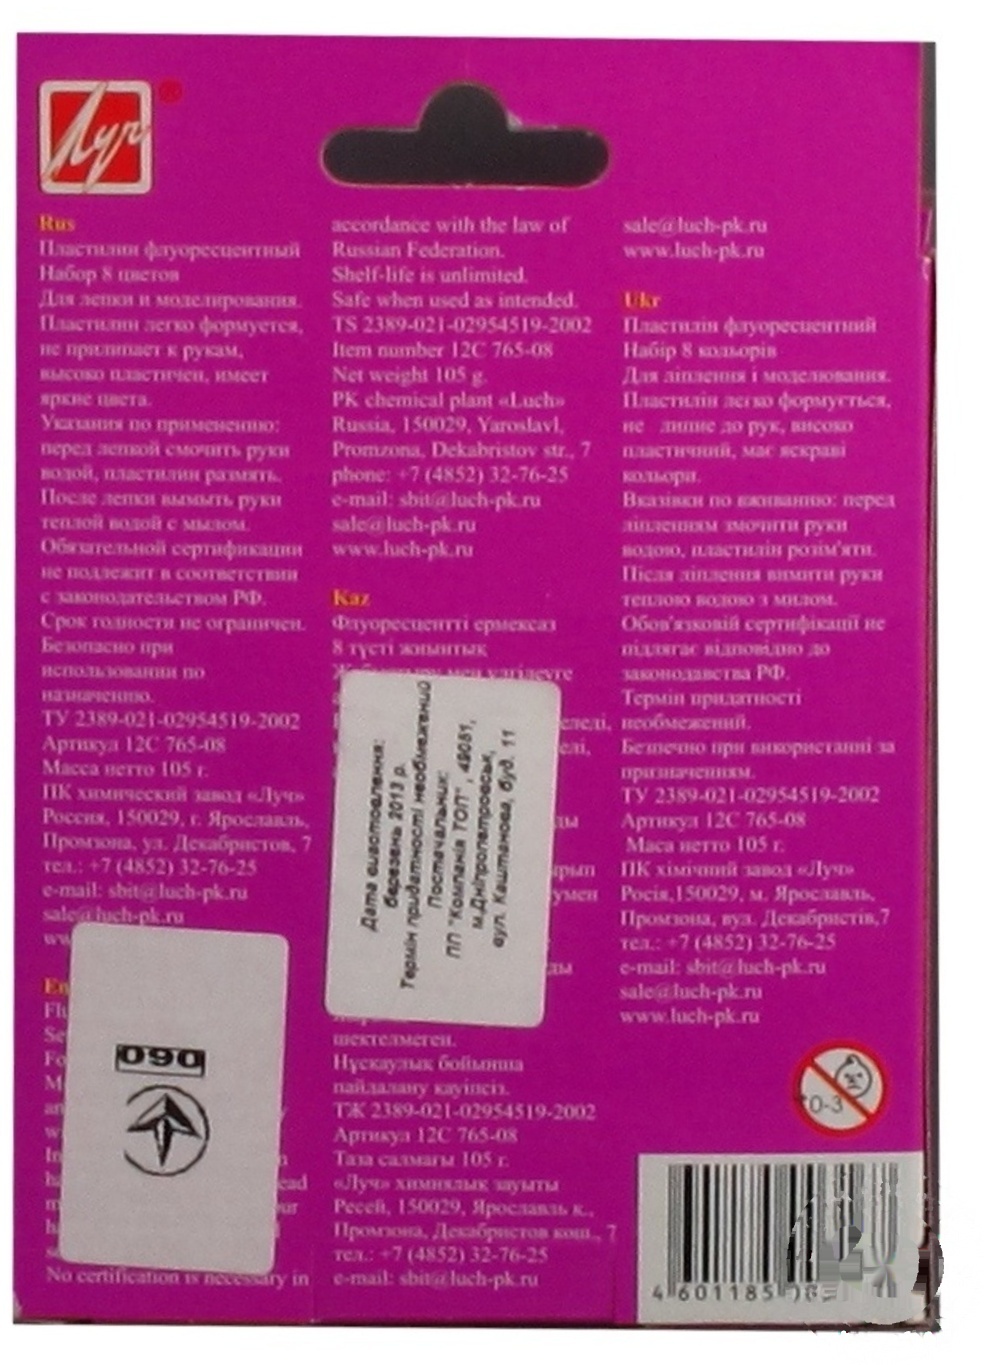 Луч
®
Rus
Пластилин флуоресцентный
Набор 8 цветов
Для лепки и моделирования.
Пластилин легко формуется,
не прилипает к рукам,
высоко пластичен, имеет
яркие цвета.
Указания по применению:
перед лепкой смочить руки
водой, пластилин размять.
После лепки вымыть руки
теплой водой с мылом.
Обязательной сертификации
не подлежит в соответствии
с законодательством РФ.
Срок годности не ограничен.
Безопасно при
использовании по
назначению.
ТУ 2389-021-02954519-2002
Артикул 12С 765-08
Масса нетто 105 г.
ПК химический завод «Луч»
Россия, 150029, г. Ярославль,
Промзона, ул. Декабристов, 7
тел.: +7 (4852) 32-76-25
e-mail: sbit@luch-pk.ru
sale@luch-pk.ru
090
No certification is necessary in
accordance with the law of
Russian Federation.
Shelf-life is unlimited.
Safe when used as intended.
TS 2389-021-02954519-2002
Item number 12C 765-08
Net weight 105 g.
PK chemical plant «Luch»
Russia, 150029, Yaroslavl,
Promzona, Dekabristov str., 7
phone: +7 (4852) 32-76-25
e-mail: sbit@luch-pk.ru
sale@luch-pk.ru
www.luch-pk.ru
Kaz
Флуоресцентті ермексаз
8 түсті жиынтық
Дата виготовлення:
березень 2013 р.
Термін придатності необмежений
Постачальник:
ПП "Компанія ТОП" , 49051,
м.Дніпропетровськ,
вул. Каштанова, буд. 11
шектелмеген.
Нұсқаулық бойынша
пайдалану қауіпсіз.
ТЖ 2389-021-02954519-2002
Артикул 12С 765-08
Таза салмағы 105 г.
«Луч» химиялық зауыты
Ресей, 150029, Ярославль к.,
Промзона, Декабристов көш., 7
тел.: +7 (4852) 32-76-25
e-mail: sbit@luch-pk.ru
sale@luch-pk.ru
www.luch-pk.ru
Ukr
Пластилін флуоресцентний
Набір 8 кольорів
Для ліплення і моделювання.
Пластилін легко формується,
не липне до рук, високо
пластичний, має яскраві
кольори.
Вказівки по вживанню: перед
ліпленням змочити руки
водою, пластилін розім'яти.
Після ліплення вимити руки
теплою водою з милом.
Обов'язковій сертифікації не
підлягає відповідно до
законодавства РФ.
Термін придатності
необмежений.
Безпечно при використанні за
призначенням.
ТУ 2389-021-02954519-2002
Артикул 12С 765-08
Маса нетто 105 г.
ПК хімічний завод «Луч»
Росія,150029, м. Ярославль,
Промзона, вул. Декабристів,7
тел.: +7 (4852) 32-76-25
e-mail: sbit@luch-pk.ru
sale@luch-pk.ru
www.luch-pk.ru
0-3
4 601185